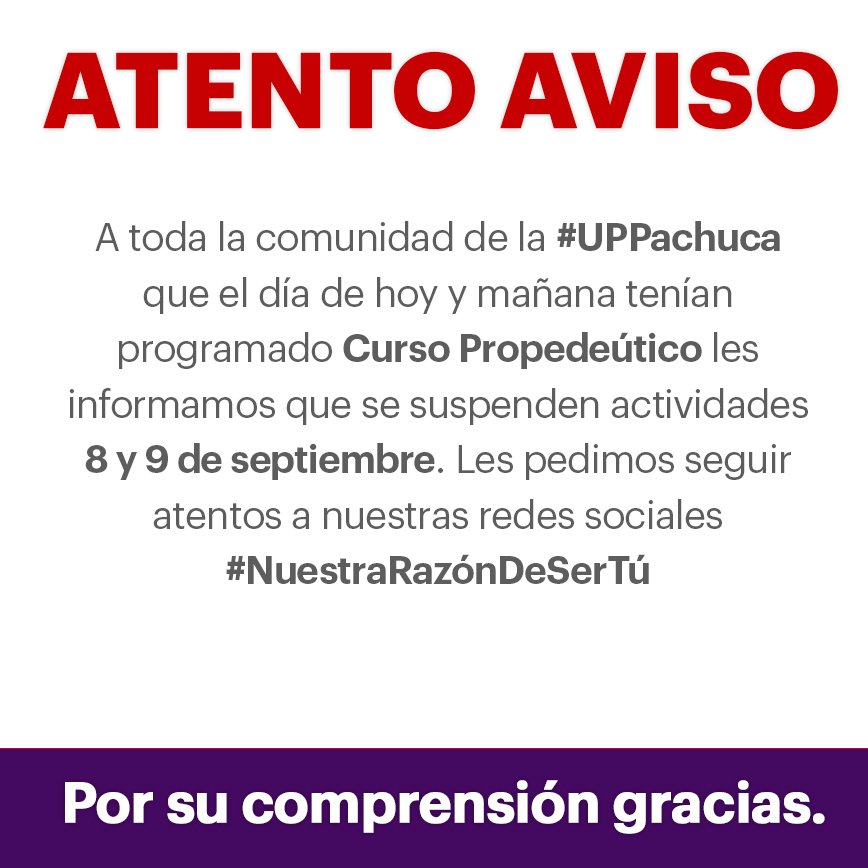 ATENTO AVISO
A toda la comunidad de la #UPPachuca
que el día de hoy y mañana tenían
programado Curso Propedeútico les
informamos que se suspenden actividades
8 y 9 de septiembre. Les pedimos seguir
atentos a nuestras redes sociales
#NuestraRazónDeSerTú
Por su comprensión gracias.